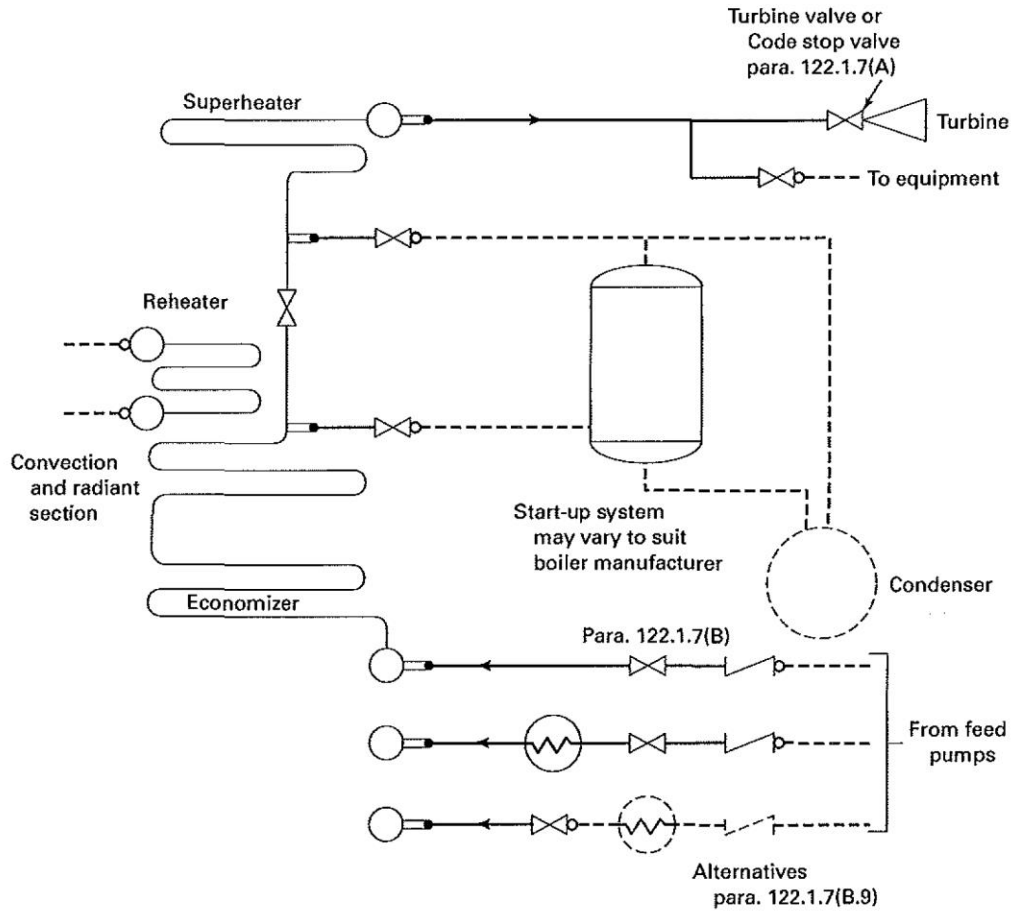 Turbine valve or
Code stop valve
para. 122.1.7(A)
Superheater
Turbine
To equipment
Reheater
Convection
and radiant
section
Start-up system
may vary to suit
boiler manufacturer
Economizer
Condenser
Para. 122.1.7(B)
From feed
pumps
Alternatives
para. 122.1.7(B.9)